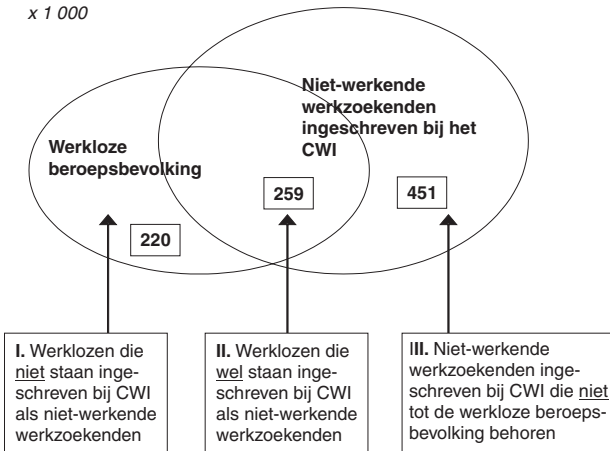 x 1 000
Niet-werkende
werkzoekenden
ingeschreven bij het
CWI
Werkloze
beroepsbevolking
259
451
220
I. Werklozen die
niet staan inge-
schreven bij CWI
als niet-werkende
werkzoekenden
II. Werklozen die
wel staan inge-
schreven bij CWI
als niet-werkende
werkzoekenden
III. Niet-werkende
werkzoekenden inge-
schreven bij CWI die niet
tot de werkloze beroeps-
bevolking behoren